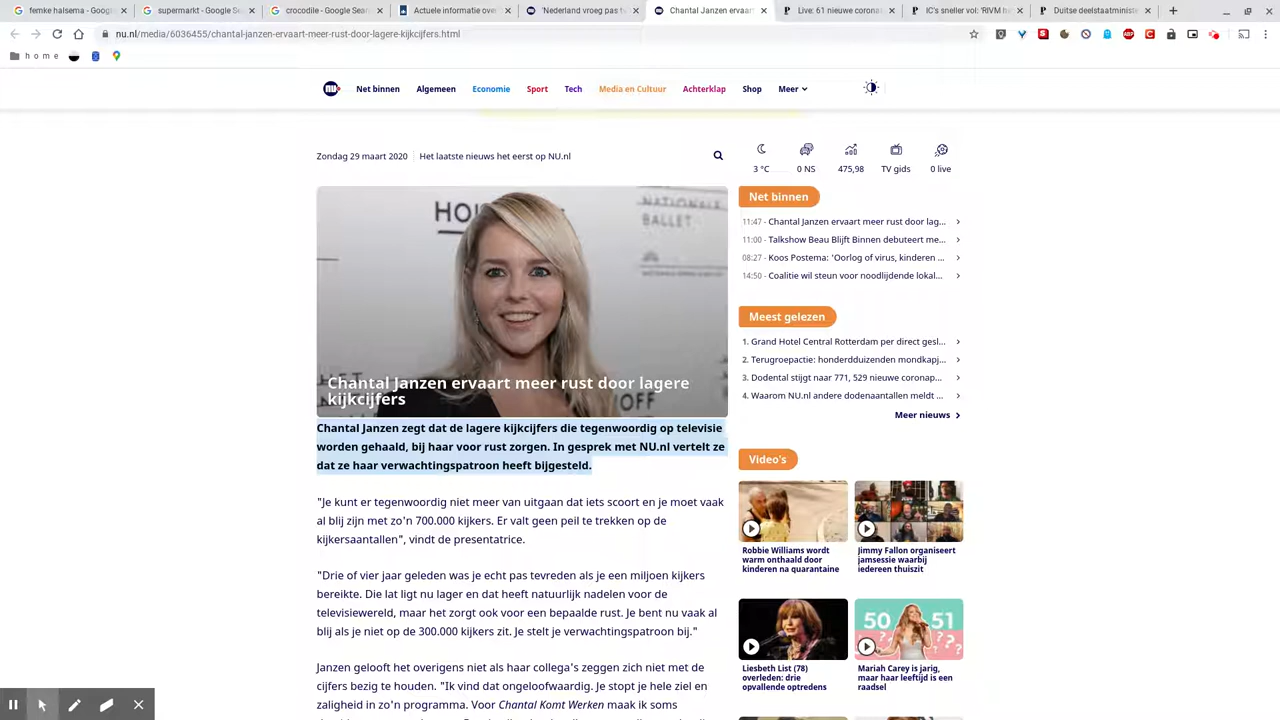 femke halsema - Google S
supermarkt - Google Se
crocodile - Google Sear
Actuele informatie over
'Nederland vroeg pas t
Chantal Janzen ervaart
Live: 61 nieuwe corona
IC's sneller vol: 'RIVM h
Duitse deelstaatministe
nu.nl/media/6036455/chantal-janzen-ervaart-meer-rust-door-lagere-kijkcijfers.html
home
Net binnen Algemeen Economie Sport Tech Media en Cultuur Achterklap Shop Meer
Zondag 29 maart 2020 Het laatste nieuws het eerst op NU.nl
3 °C 0 NS 475,98 TV gids 0 live
NATIONALE
BALLET
Chantal Janzen ervaart meer rust door lagere
kijkcijfers
Chantal Janzen zegt dat de lagere kijkcijfers die tegenwoordig op televisie
worden gehaald, bij haar voor rust zorgen. In gesprek met NU.nl vertelt ze
dat ze haar verwachtingspatroon heeft bijgesteld.
"Je kunt er tegenwoordig niet meer van uitgaan dat iets scoort en je moet vaak
al blij zijn met zo'n 700.000 kijkers. Er valt geen peil te trekken op de
kijkersaantallen", vindt de presentatrice.
"Drie of vier jaar geleden was je echt pas tevreden als je een miljoen kijkers
bereikte. Die lat ligt nu lager en dat heeft natuurlijk nadelen voor de
televisiewereld, maar het zorgt ook voor een bepaalde rust. Je bent nu vaak al
blij als je niet op de 300.000 kijkers zit. Je stelt je verwachtingspatroon bij."
Janzen gelooft het overigens niet als haar collega's zeggen zich niet met de
cijfers bezig te houden. "Ik vind dat ongeloofwaardig. Je stopt je hele ziel en
zaligheid in zo'n programma. Voor Chantal Komt Werken maak ik soms
Net binnen
11:47 - Chantal Janzen ervaart meer rust door lag...
11:00 - Talkshow Beau Blijft Binnen debuteert me...
08:27 - Koos Postema: 'Oorlog of virus, kinderen ...
14:50 - Coalitie wil steun voor noodlijdende lokal...
Meest gelezen
1. Grand Hotel Central Rotterdam per direct gesl...
2. Terugroepactie: honderdduizenden mondkapj...
3. Dodental stijgt naar 771, 529 nieuwe coronap...
4. Waarom NU.nl andere dodenaantallen meldt ...
Meer nieuws
Video's
Robbie Williams wordt
warm onthaald door
kinderen na quarantaine
Jimmy Fallon organiseert
jamsessie waarbij
iedereen thuiszit
50 51
Liesbeth List (78)
overleden: drie
opvallende optredens
Mariah Carey is jarig,
maar haar leeftijd is een
raadsel